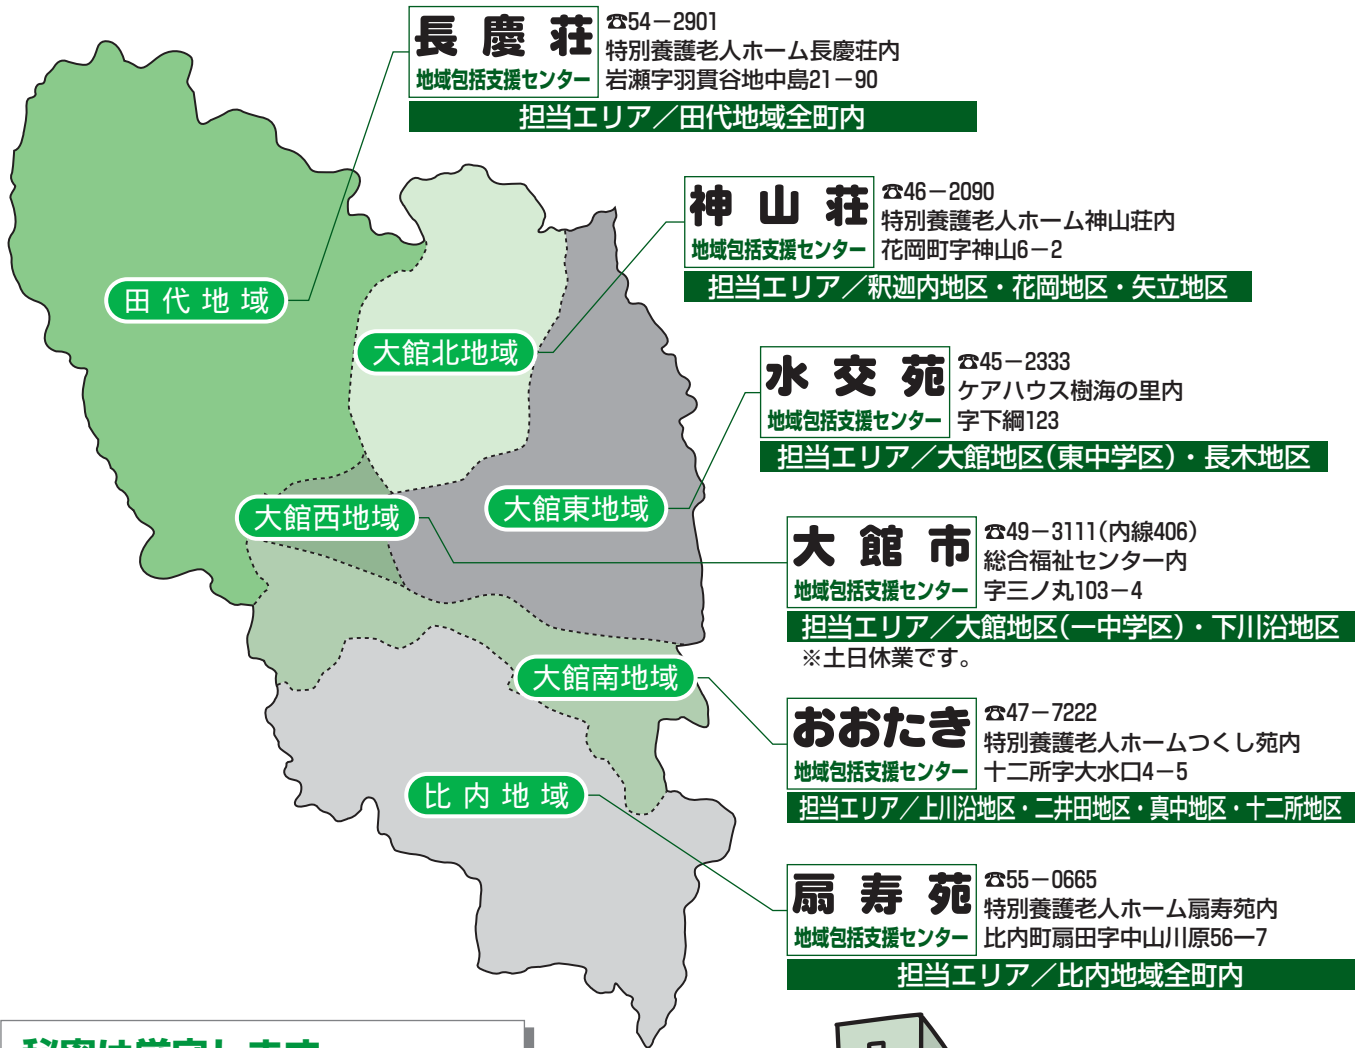 長慶荘
地域包括支援センター
☎54－2901
特別養護老人ホーム長慶荘内
岩瀬字羽貫谷地中島21－90
担当エリア／田代地域全町内
神山荘
地域包括支援センター
☎46－2090
特別養護老人ホーム神山荘内
花岡町字神山6－2
担当エリア／釈迦内地区・花岡地区・矢立地区
水交苑
地域包括支援センター
☎45－2333
ケアハウス樹海の里内
字下綱123
担当エリア／大館地区(東中学区)・長木地区
大館市
地域包括支援センター
☎49－3111(内線406)
総合福祉センター内
字三ノ丸103－4
担当エリア／大館地区(一中学区)・下川沿地区
※土日休業です。
おおたき
地域包括支援センター
☎47－7222
特別養護老人ホームつくし苑内
十二所字大水口4－5
担当エリア／上川沿地区・二井田地区・真中地区・十二所地区
扇寿苑
地域包括支援センター
☎55－0665
特別養護老人ホーム扇寿苑内
比内町扇田字中山川原56－7
担当エリア／比内地域全町内
田代地域
大館北地域
大館西地域
大館東地域
大館南地域
比内地域
秘密は厳守します